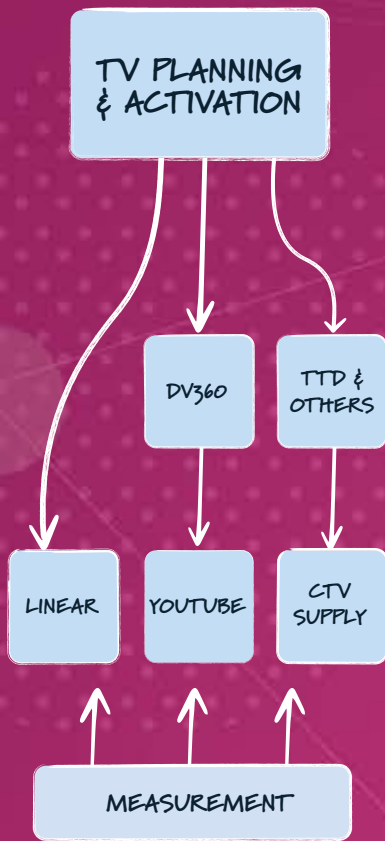 TV PLANNING
& ACTIVATION
DV360
TTD &
OTHERS
LINEAR
YOUTUBE
CTV
SUPPLY
MEASUREMENT